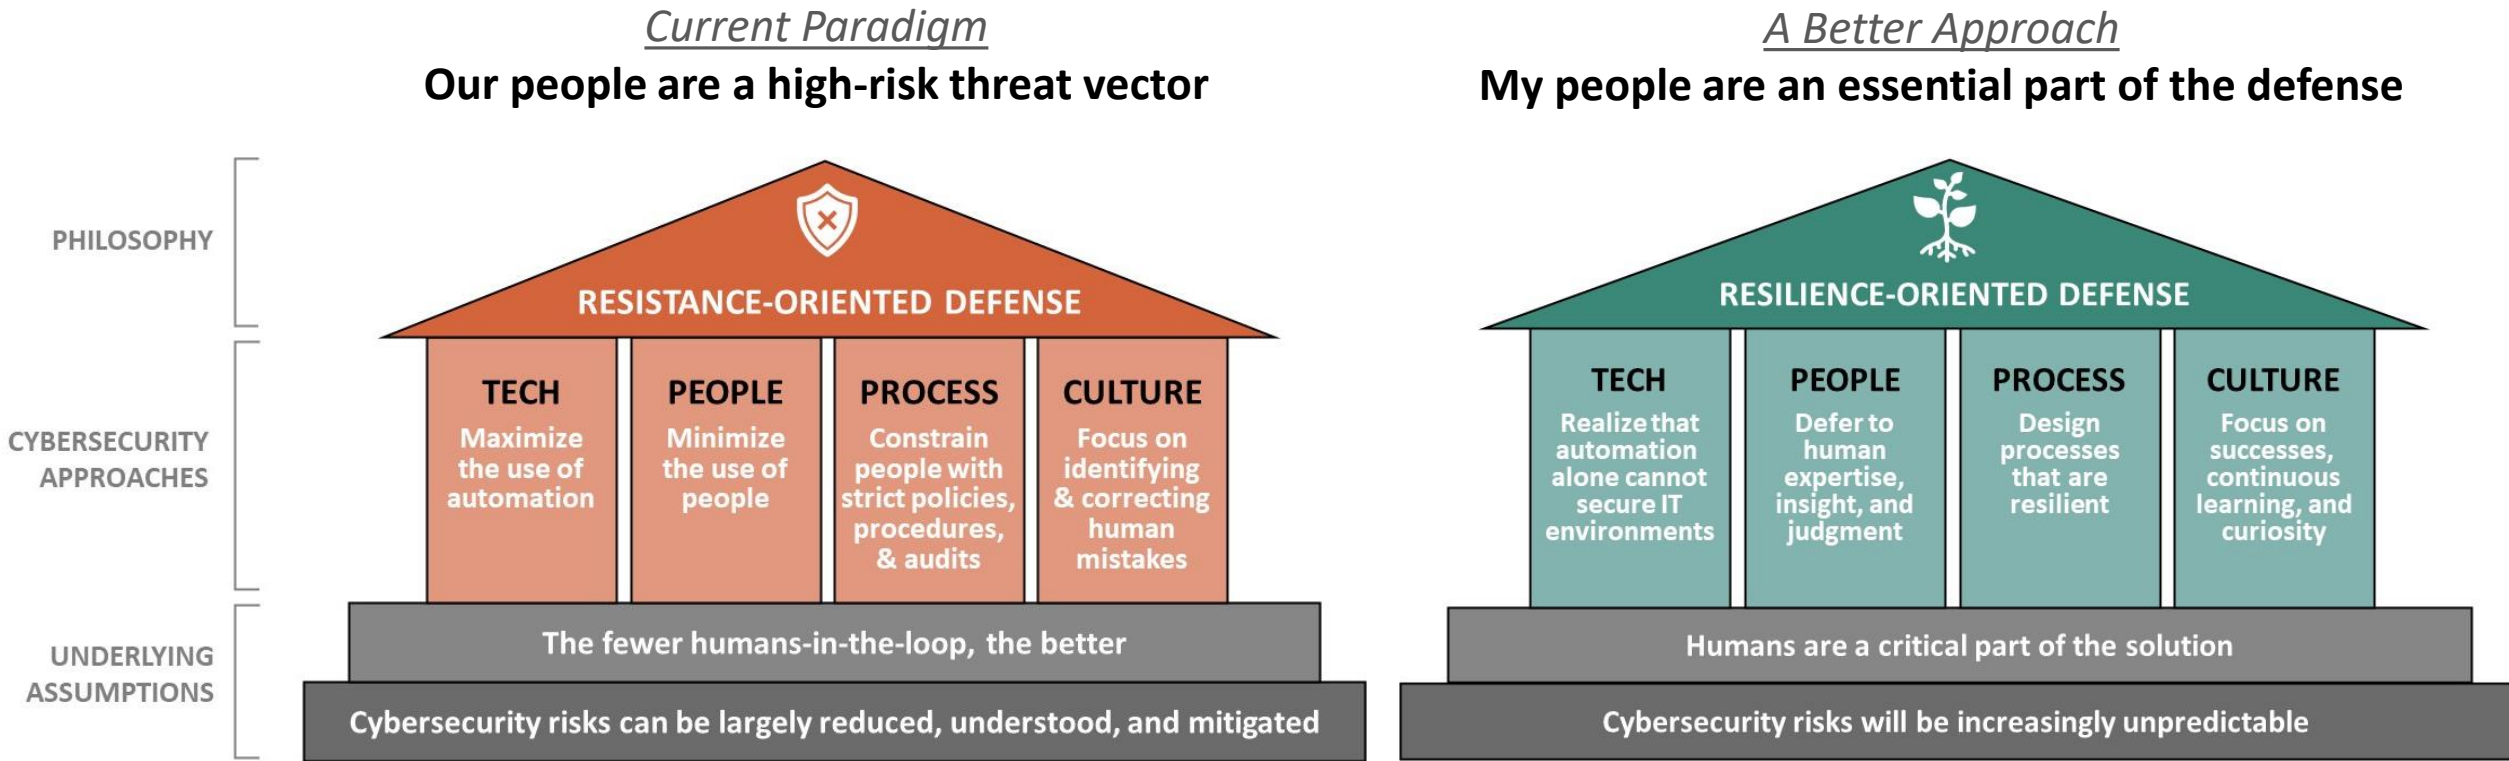 Current Paradigm
Our people are a high-risk threat vector
A Better Approach
My people are an essential part of the defense
PHILOSOPHY
CYBERSECURITY
APPROACHES
UNDERLYING
ASSUMPTIONS
RESISTANCE-ORIENTED DEFENSE
TECH
Maximize
the use of
automation
PEOPLE
Minimize
the use of
people
PROCESS
Constrain
people with
strict policies,
procedures,
& audits
CULTURE
Focus on
identifying
& correcting
human
mistakes
The fewer humans-in-the-loop, the better
Cybersecurity risks can be largely reduced, understood, and mitigated
RESILIENCE-ORIENTED DEFENSE
TECH
Realize that
automation
alone cannot
secure IT
environments
PEOPLE
Defer to
human
expertise,
insight, and
judgment
PROCESS
Design
processes
that are
resilient
CULTURE
Focus on
successes,
continuous
learning, and
curiosity
Humans are a critical part of the solution
Cybersecurity risks will be increasingly unpredictable